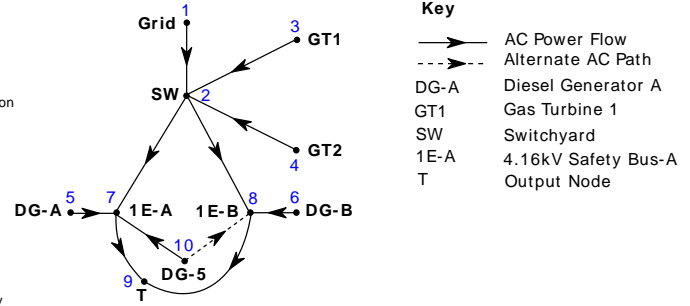 1
Grid
3
GT1
SW 2
GT2
4
on
5 7 8 6
DG-A 1E-A 1E-B DG-B
10
DG-5
9
T
y
Key
AC Power Flow
Alternate AC Path
DG-A Diesel Generator A
GT1 Gas Turbine 1
SW Switchyard
1E-A 4.16kV Safety Bus-A
T Output Node